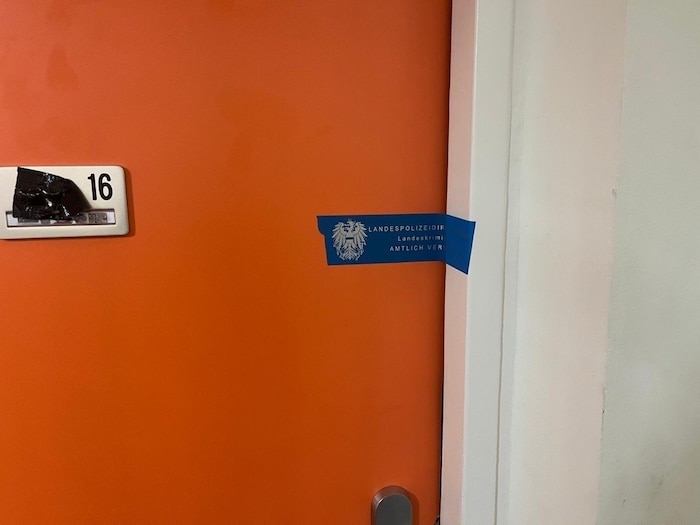 16
LANDESPOLIZEIDIR
Landeskrimi
AMTLICH VER